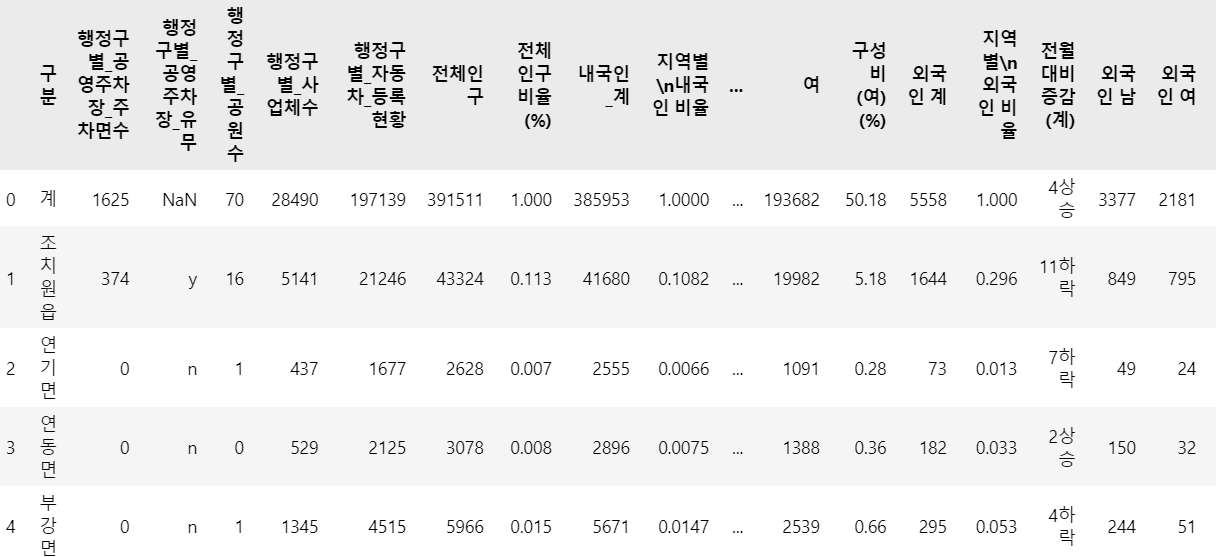 구분 행정구별_공영주차장_주차면수 행정구별_공영주차장_유무 행정구별_공원수 행정구별_사업체수 행정구별_자동차_등록현황 전체인구 전체인구비율(%) 내국인_계 지역별\n내국인 비율 ... 여 구성비(여)(%) 외국인 계 지역별\n외국인 비율 전월대비증감(계) 외국인 남 외국인 여
0 계 1625 NaN 70 28490 197139 391511 1.000 385953 1.0000 ... 193682 50.18 5558 1.000 4상승 3377 2181
1 조치원읍 374 y 16 5141 21246 43324 0.113 41680 0.1082 ... 19982 5.18 1644 0.296 11하락 849 795
2 연기면 0 n 1 437 1677 2628 0.007 2555 0.0066 ... 1091 0.28 73 0.013 7하락 49 24
3 연동면 0 n 0 529 2125 3078 0.008 2896 0.0075 ... 1388 0.36 182 0.033 2상승 150 32
4 부강면 0 n 1 1345 4515 5966 0.015 5671 0.0147 ... 2539 0.66 295 0.053 4하락 244 51